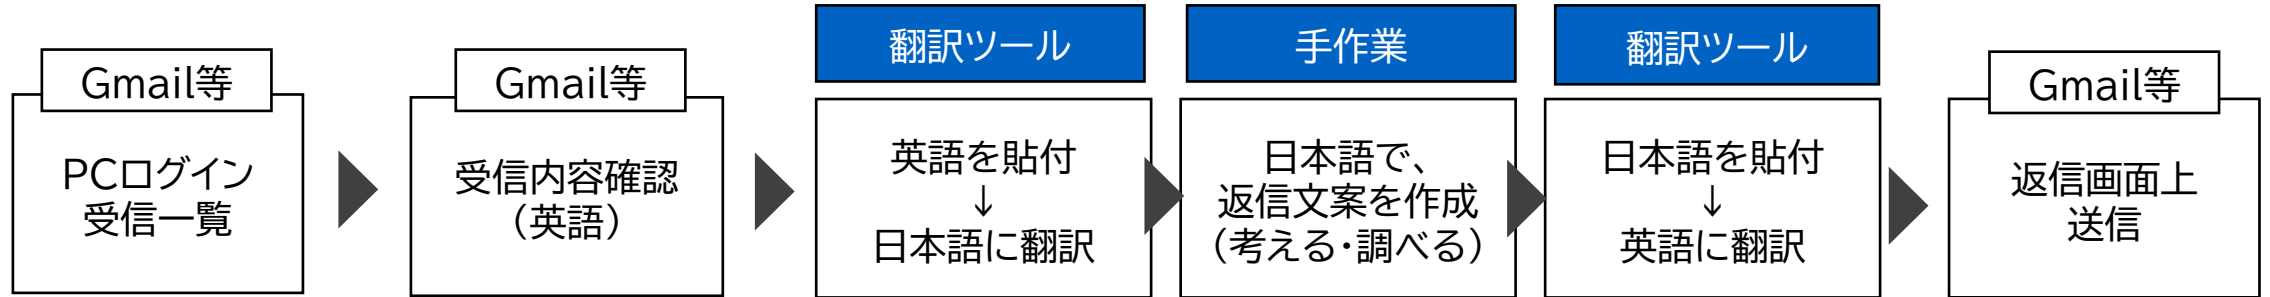 Gmail等
PCログイン
受信一覧
Gmail等
受信内容確認
（英語）
翻訳ツール
英語を貼付
↓
日本語に翻訳
手作業
日本語で、
返信文案を作成
（考える・調べる）
翻訳ツール
日本語を貼付
↓
英語に翻訳
Gmail等
返信画面上
送信